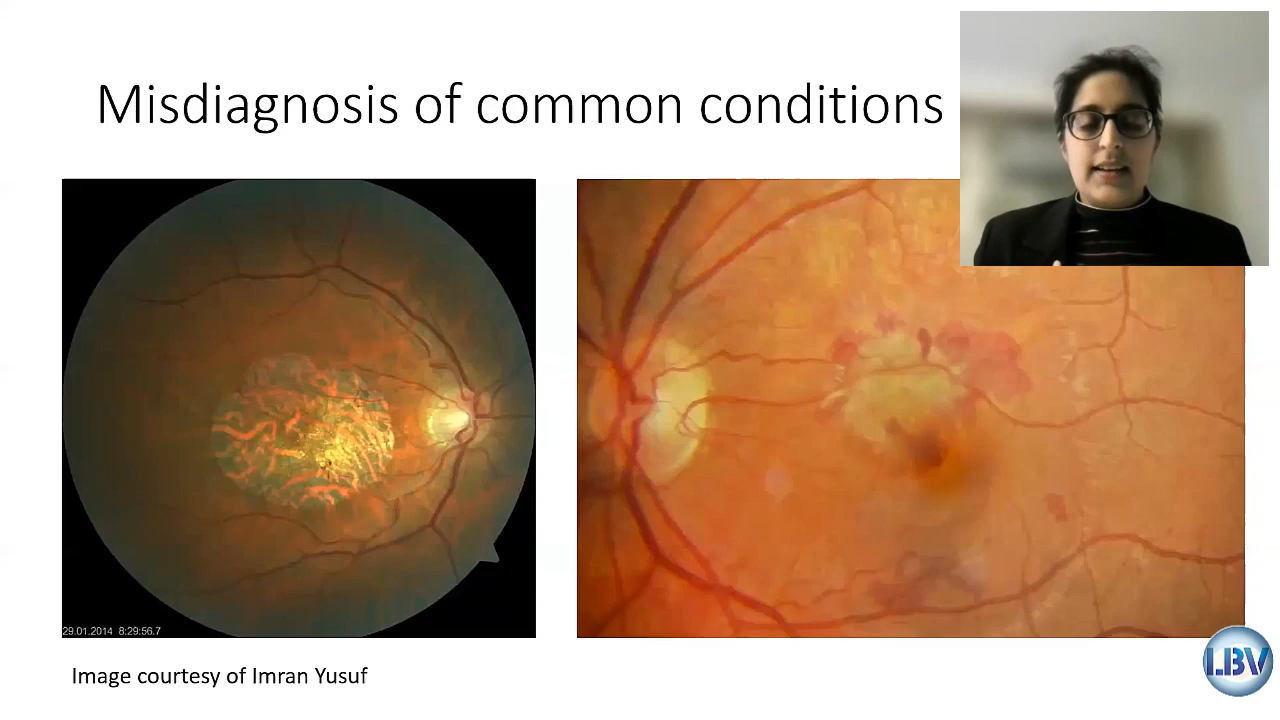 Misdiagnosis of common conditions
29.01.2014 8:29:56.7
Image courtesy of Imran Yusuf
LBV